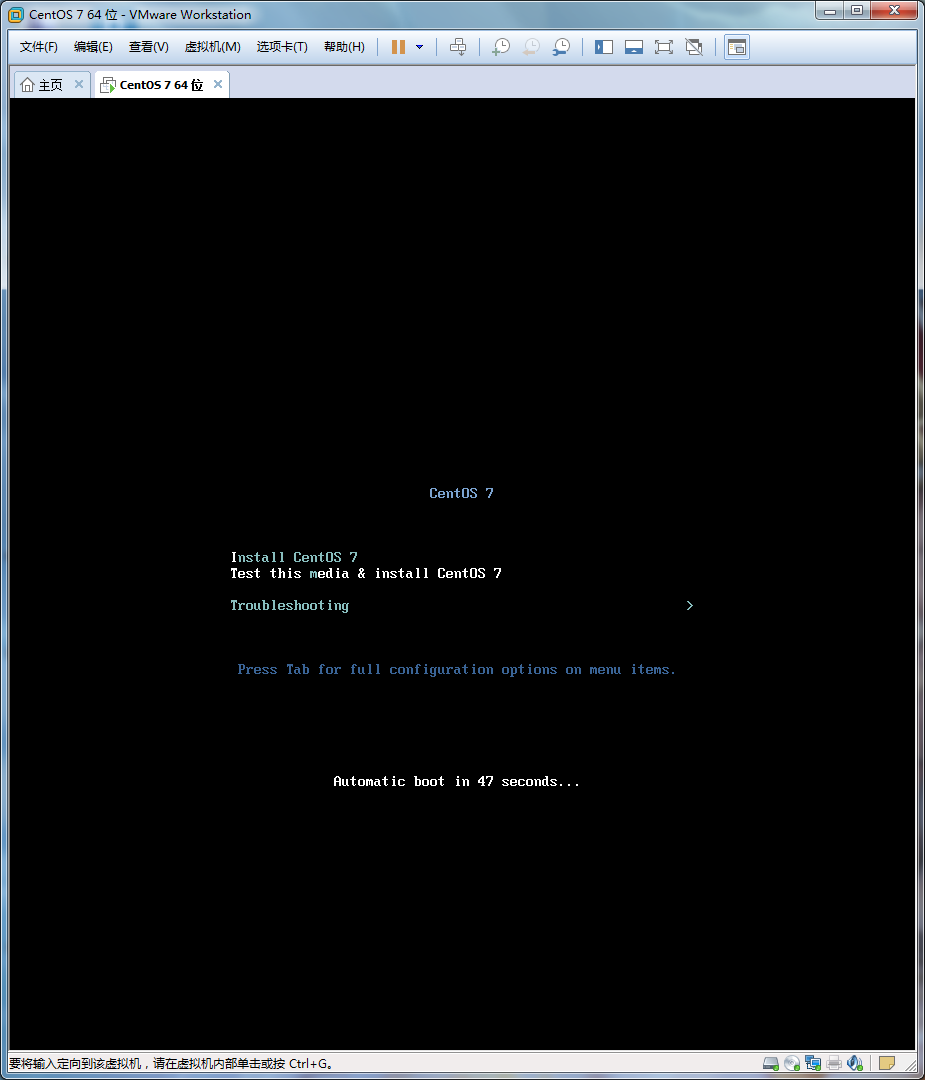 CentOS 7 64 位 - VMware Workstation
文件(F) 编辑(E) 查看(V) 虚拟机(M) 选项卡(T) 帮助(H)
主页 CentOS 7 64 位
CentOS 7
Install CentOS 7
Test this media & install CentOS 7
Troubleshooting >
Press Tab for full configuration options on menu items.
Automatic boot in 47 seconds...
要将输入定向到该虚拟机，请在虚拟机内部单击或按 Ctrl+G。